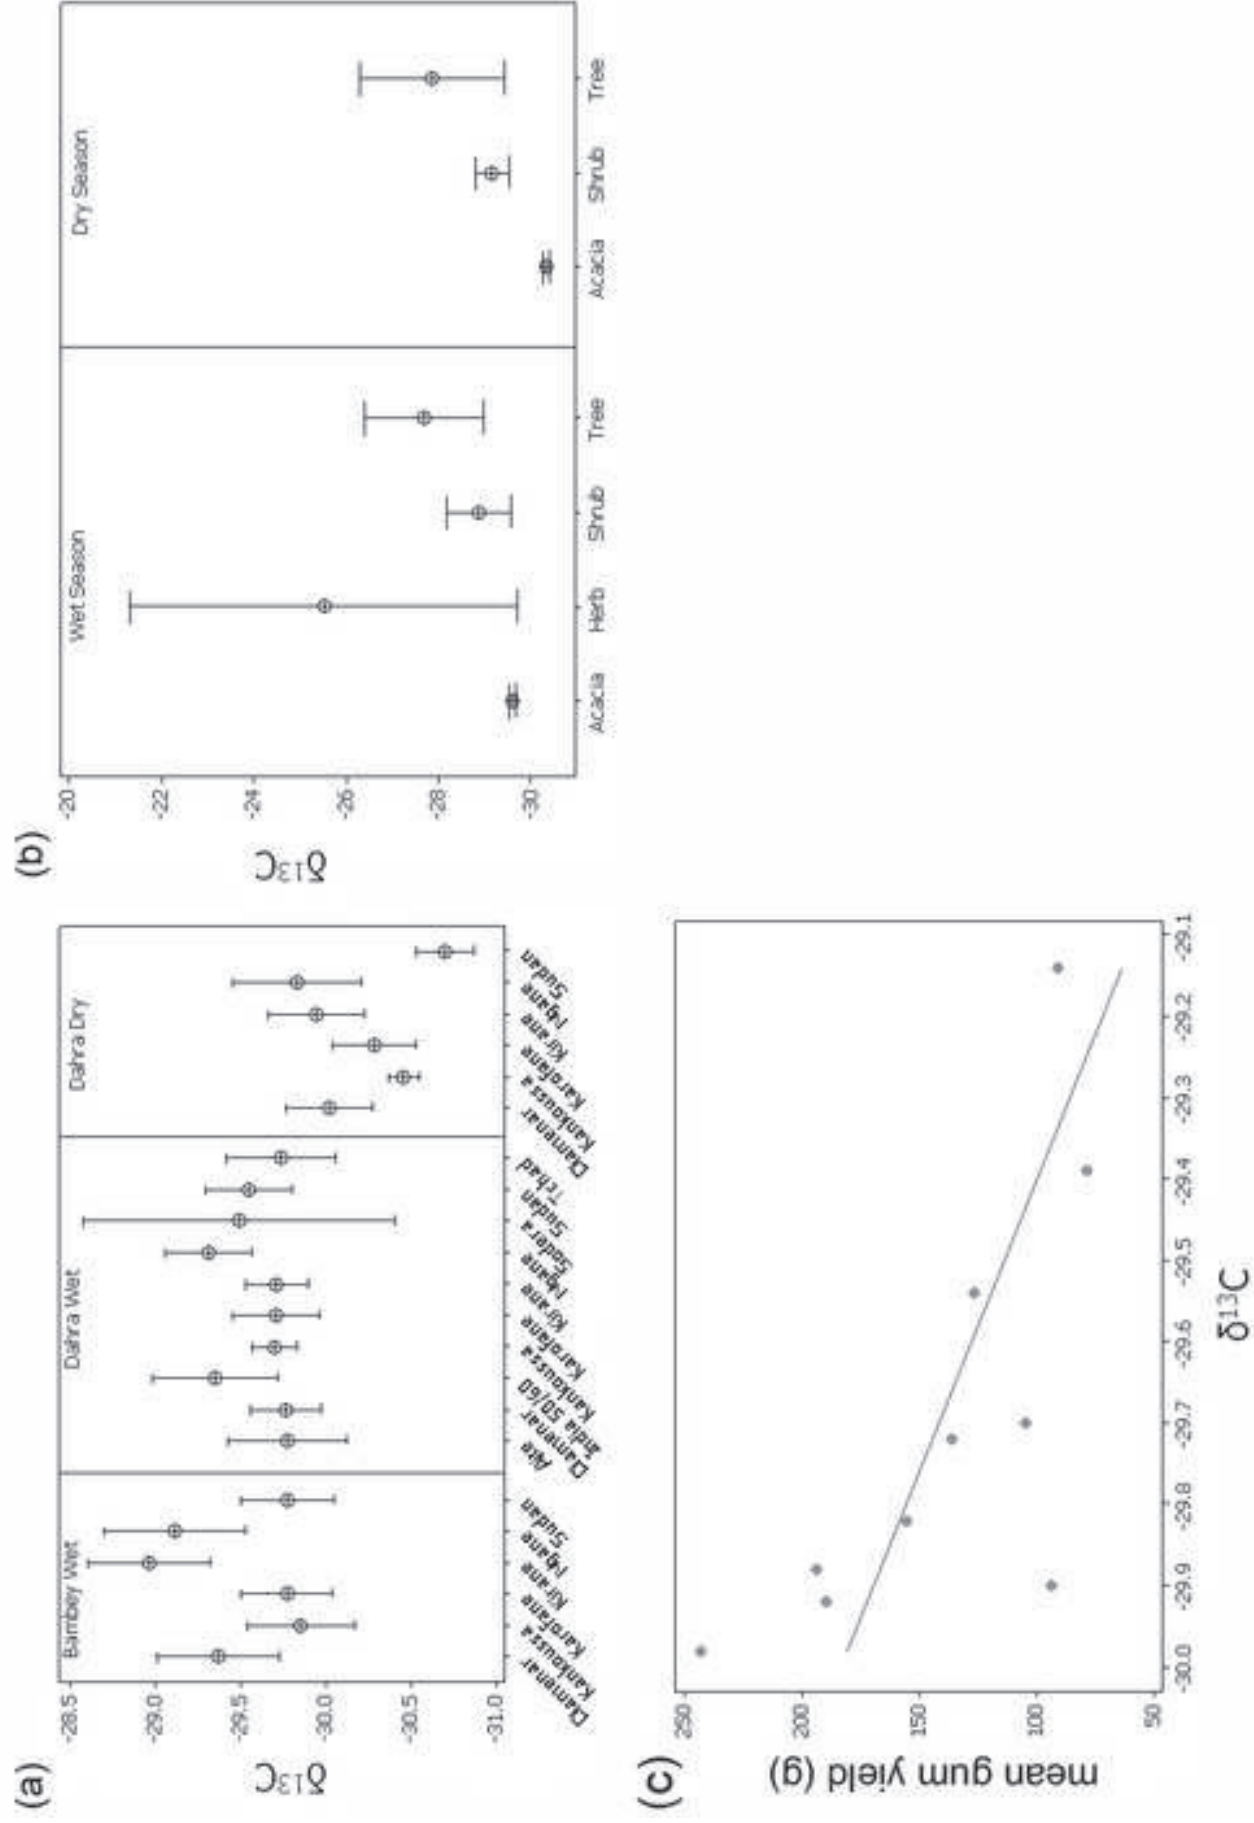 (a)
δ13C
-28.5
-29.0
-29.5
-30.0
-30.5
-31.0
Bambey Wet
Dahra Wet
Dahra Dry
Diamenar
Kankoussa
Karofane
Kirane
Ngane
Sudan
Aite
Diamenar
India 50/60
Kankoussa
Karofane
Kirane
Ngane
Sodera
Sudan
Tchad
Diamenar
Kankoussa
Karofane
Kirane
Ngane
Sudan
(b)
δ13C
-20
-22
-24
-26
-28
-30
Wet Season
Dry Season
Acacia Herb Shrub Tree Acacia Shrub Tree
(c)
mean gum yield (g)
250
200
150
100
50
-30.0 -29.9 -29.8 -29.7 -29.6 -29.5 -29.4 -29.3 -29.2 -29.1
δ13C